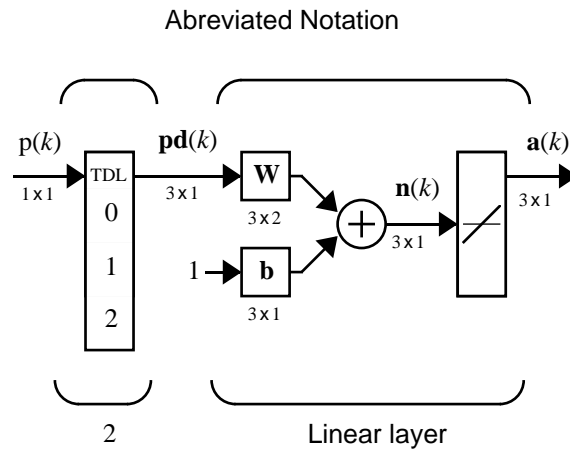 Abreviated Notation
p(k) pd(k) n(k) a(k)
TDL W
1 x 1 3 x 1 3 x 2 3 x 1 3 x 1
0
1 b
1
3 x 1
2
2 Linear layer